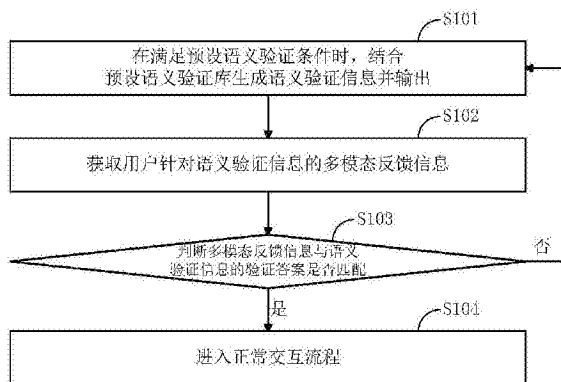 S101
在满足预设语义验证条件时，结合
预设语义验证库生成语义验证信息并输出
S102
获取用户针对语义验证信息的多模态反馈信息
S103
判断多模态反馈信息与语义
验证信息的验证答案是否匹配
否
是
S104
进入正常交互流程